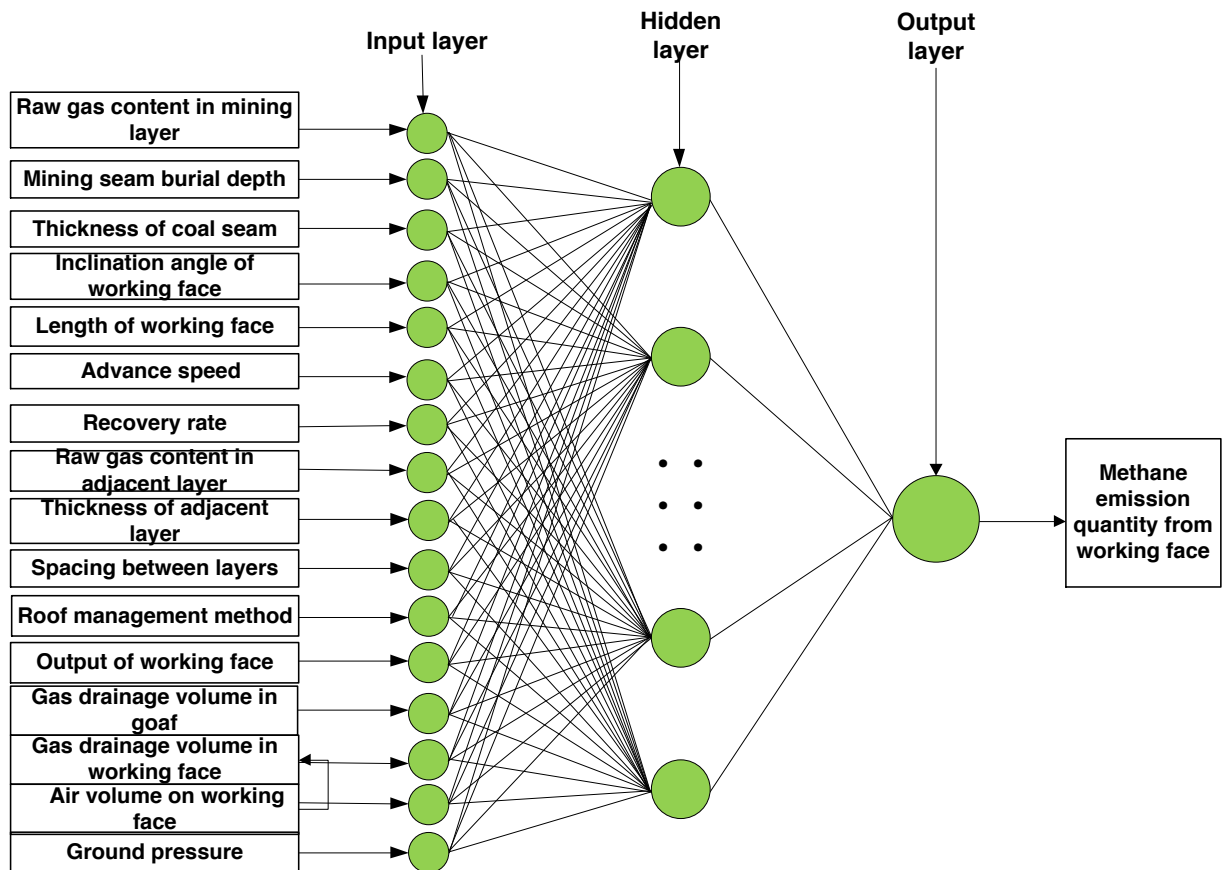 Input layer
Hidden
layer
Output
layer
Raw gas content in mining
layer
Mining seam burial depth
Thickness of coal seam
Inclination angle of
working face
Length of working face
Advance speed
Recovery rate
Raw gas content in
adjacent layer
Thickness of adjacent
layer
Spacing between layers
Roof management method
Output of working face
Gas drainage volume in
goaf
Gas drainage volume in
working face
Air volume on working
face
Ground pressure
Methane
emission
quantity from
working face